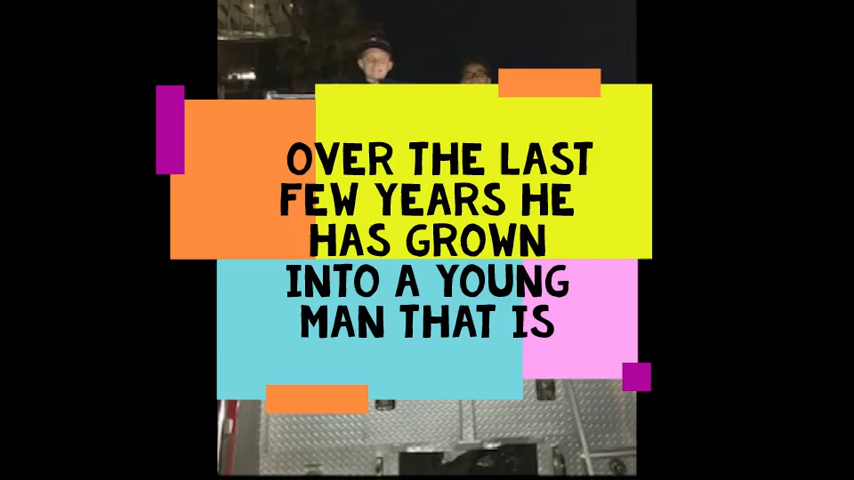 OVER THE LAST
FEW YEARS HE
HAS GROWN
INTO A YOUNG
MAN THAT IS